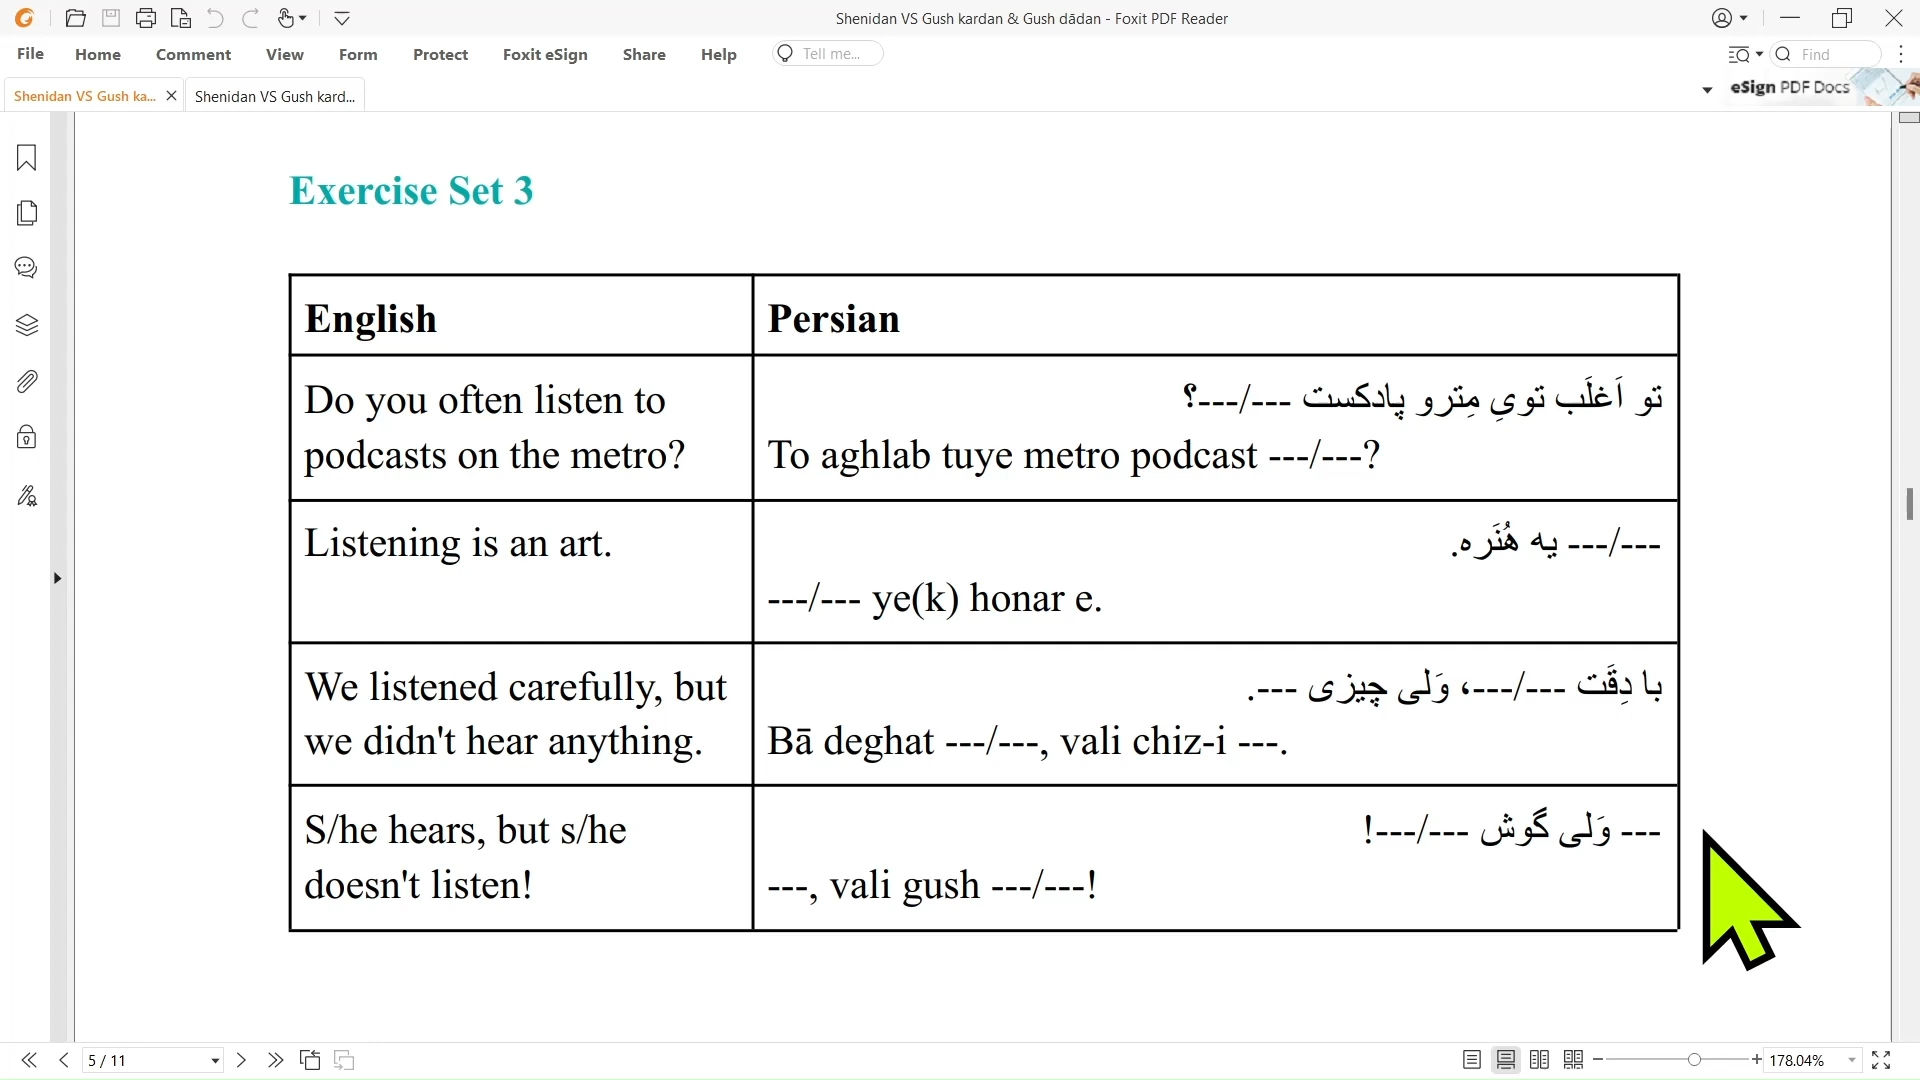 Shenidan VS Gush kardan & Gush dādan - Foxit PDF Reader
File Home Comment View Form Protect Foxit eSign Share Help Tell me... Find
Shenidan VS Gush ka... Shenidan VS Gush kard... eSign PDF Docs
Exercise Set 3
English Persian
Do you often listen to
podcasts on the metro?
تو اَغلَب تویِ مِترو پادکست ---/---؟
To aghlab tuye metro podcast ---/---?
Listening is an art.
---/--- یه هُنَره.
---/--- ye(k) honar e.
We listened carefully, but
we didn't hear anything.
با دِقَت ---/---، وَلی چیزی ---.
Bā deghat ---/---, vali chiz-i ---.
S/he hears, but s/he
doesn't listen!
--- وَلی گوش ---/---!
---, vali gush ---/---!
5 / 11 178.04%